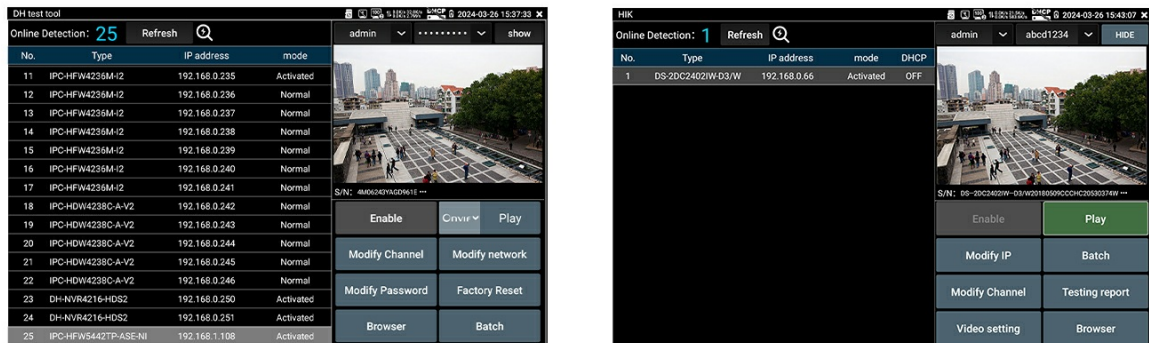 DH test tool
2024-03-26 15:37:33 ×
Online Detection: 25 Refresh
admin ········· show
No. Type IP address mode
11 IPC-HFW4236M-I2 192.168.0.235 Activated
12 IPC-HFW4236M-I2 192.168.0.236 Normal
13 IPC-HFW4236M-I2 192.168.0.237 Normal
14 IPC-HFW4236M-I2 192.168.0.238 Normal
15 IPC-HFW4236M-I2 192.168.0.239 Normal
16 IPC-HFW4236M-I2 192.168.0.240 Normal
17 IPC-HFW4236M-I2 192.168.0.241 Normal
18 IPC-HDW4238C-A-V2 192.168.0.242 Normal
19 IPC-HDW4238C-A-V2 192.168.0.243 Normal
20 IPC-HDW4238C-A-V2 192.168.0.244 Normal
21 IPC-HDW4238C-A-V2 192.168.0.245 Normal
22 IPC-HDW4238C-A-V2 192.168.0.246 Normal
23 DH-NVR4216-HDS2 192.168.0.250 Activated
24 DH-NVR4216-HDS2 192.168.0.251 Activated
25 IPC-HFW5442TP-ASE-NI 192.168.1.108 Activated
S/N: 4M06243YAGD961E ···
Enable Play
Modify Channel Modify network
Modify Password Factory Reset
Browser Batch
HIK
2024-03-26 15:43:07 ×
Online Detection: 1 Refresh
admin abcd1234 HIDE
No. Type IP address mode DHCP
1 DS-2DC2402IW-D3/W 192.168.0.66 Activated OFF
S/N: DS-2DC2402IW-D3/W20180509CCCHC20530374W ···
Enable Play
Modify IP Batch
Modify Channel Testing report
Video setting Browser